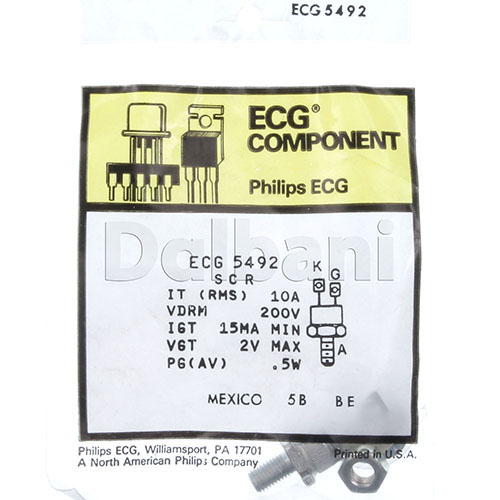 ECG 5492
ECG®
COMPONENT
Philips ECG
Dalbani
ECG 5492
SCR
IT (RMS) 10A
VDRM 200V
IGT 15MA MIN
VGT 2V MAX
PG(AV) .5W
K
G
A
MEXICO 5B BE
Philips ECG, Williamsport, PA 17701
A North American Philips Company
Printed in U.S.A.